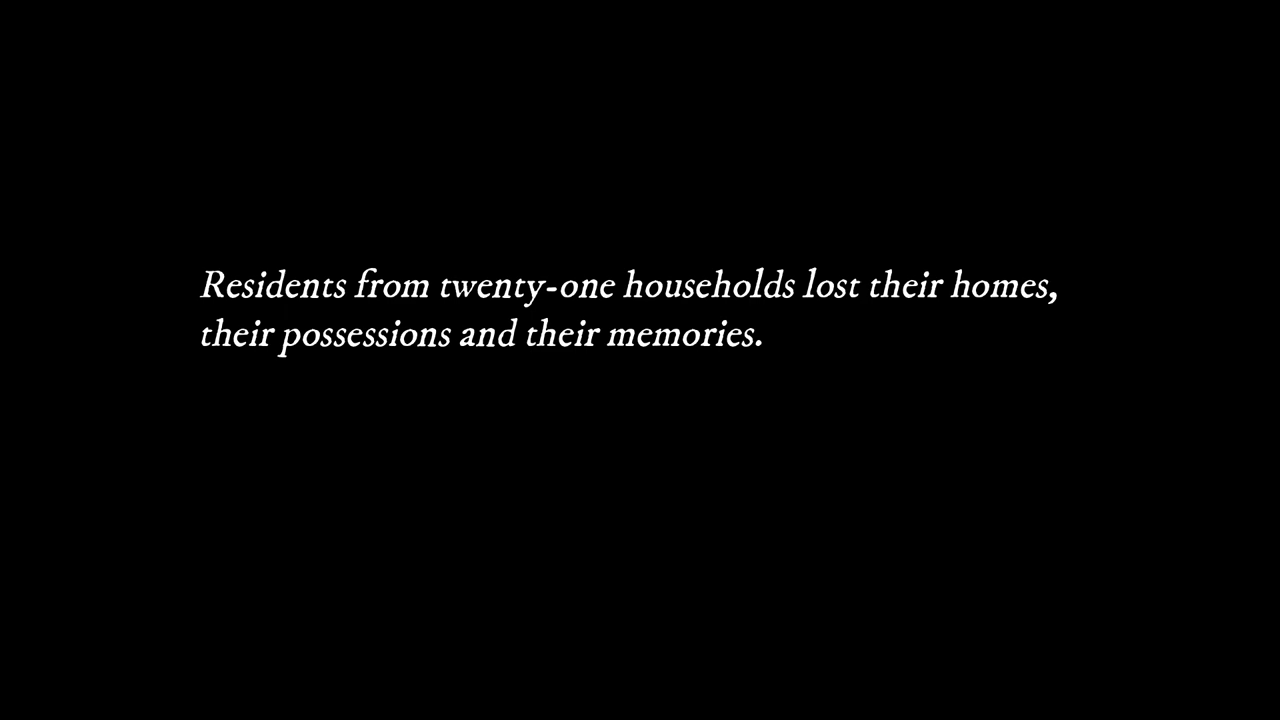 Residents from twenty-one households lost their homes,
their possessions and their memories.